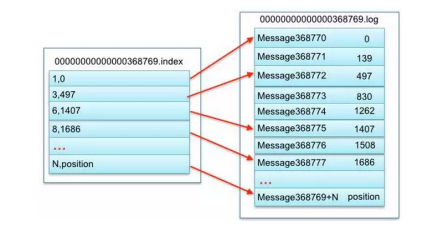 00000000000000368769.index
1,0
3,497
6,1407
8,1686
...
N,position
00000000000000368769.log
Message368770 0
Message368771 139
Message368772 497
Message368773 830
Message368774 1262
Message368775 1407
Message368776 1508
Message368777 1686
...
Message368769+N position